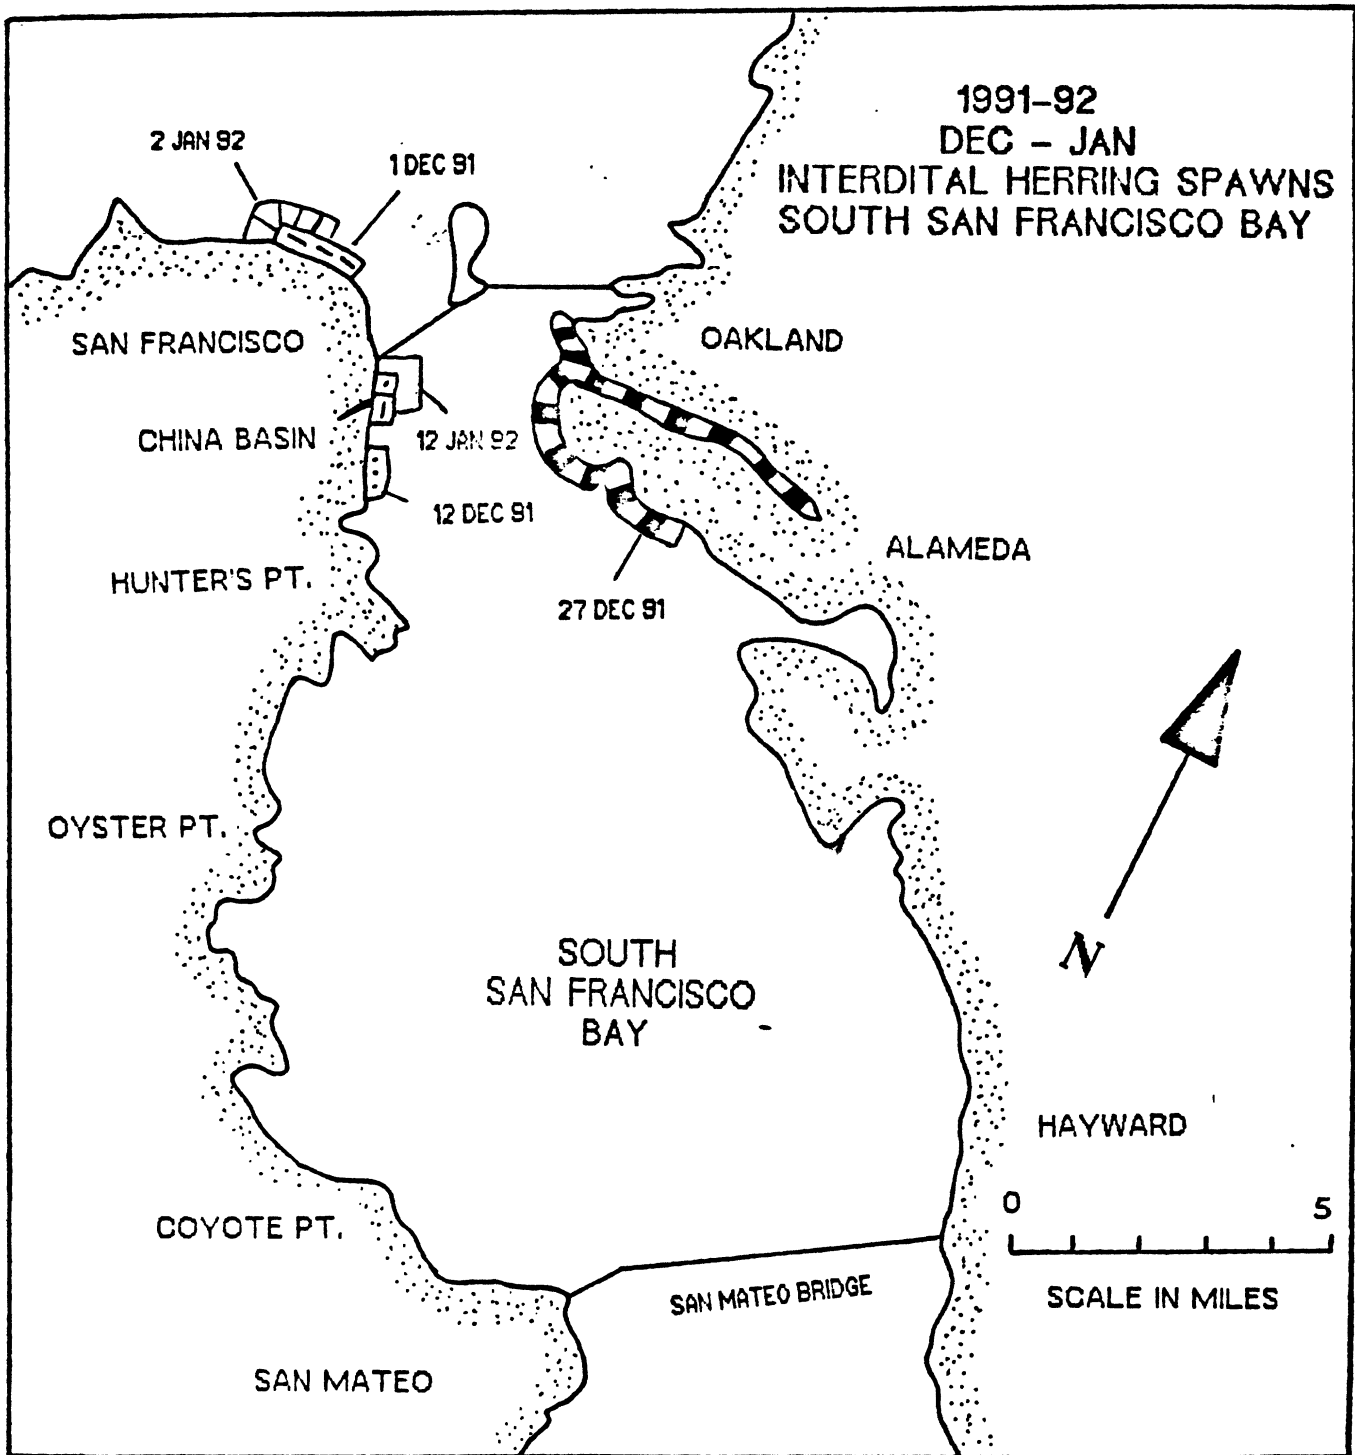 1991-92
DEC - JAN
INTERDITAL HERRING SPAWNS
SOUTH SAN FRANCISCO BAY
2 JAN 92
1 DEC 91
SAN FRANCISCO
OAKLAND
CHINA BASIN
12 JAN 92
12 DEC 91
ALAMEDA
HUNTER'S PT.
27 DEC 91
OYSTER PT.
SOUTH
SAN FRANCISCO
BAY
N
HAYWARD
0 5
SCALE IN MILES
COYOTE PT.
SAN MATEO BRIDGE
SAN MATEO